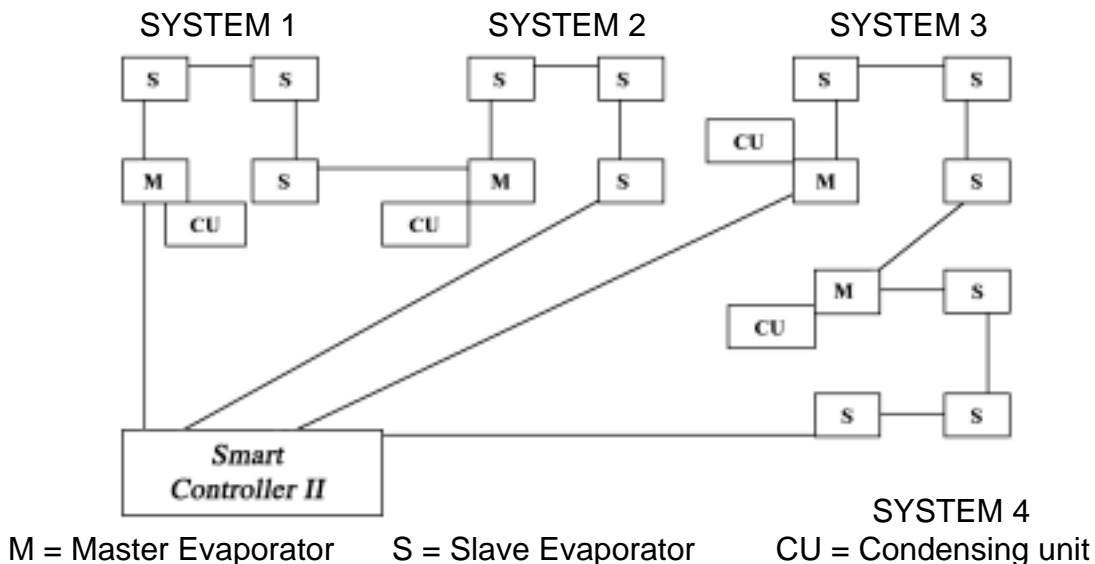 SYSTEM 1 SYSTEM 2 SYSTEM 3
S S S S S S
CU
M S M S M S
CU CU
M S
CU
S S
Smart
Controller II
SYSTEM 4
M = Master Evaporator S = Slave Evaporator CU = Condensing unit